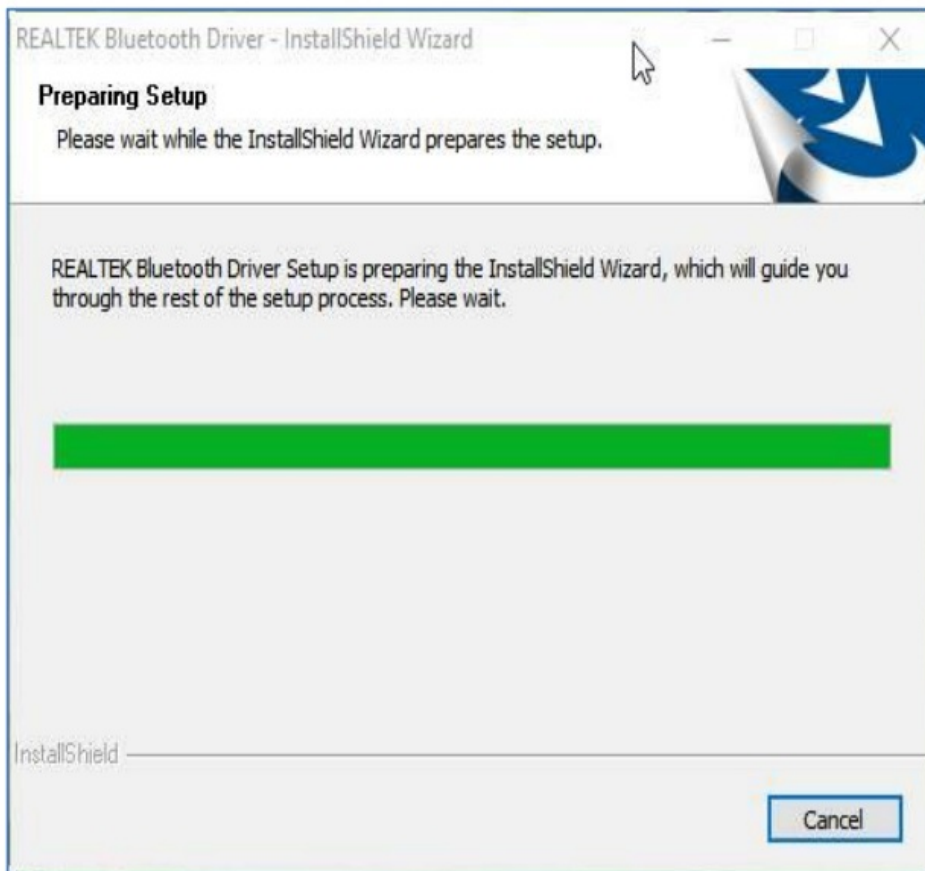 REALTEK Bluetooth Driver - InstallShield Wizard
Preparing Setup
Please wait while the InstallShield Wizard prepares the setup.
REALTEK Bluetooth Driver Setup is preparing the InstallShield Wizard, which will guide you
through the rest of the setup process. Please wait.
InstallShield
Cancel